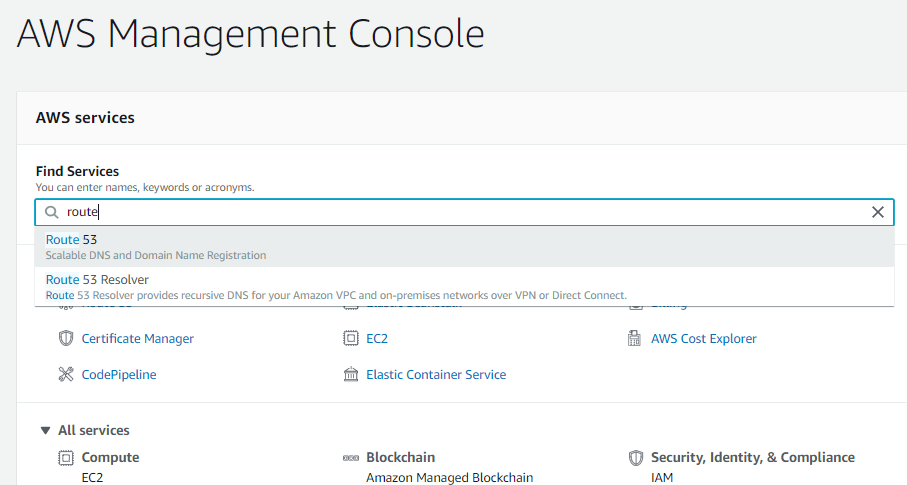 AWS Management Console
AWS services
Find Services
You can enter names, keywords or acronyms.
route
Route 53
Scalable DNS and Domain Name Registration
Route 53 Resolver
Route 53 Resolver provides recursive DNS for your Amazon VPC and on-premises networks over VPN or Direct Connect.
Certificate Manager
EC2
AWS Cost Explorer
CodePipeline
Elastic Container Service
All services
Compute
Blockchain
Security, Identity, & Compliance
EC2
Amazon Managed Blockchain
IAM